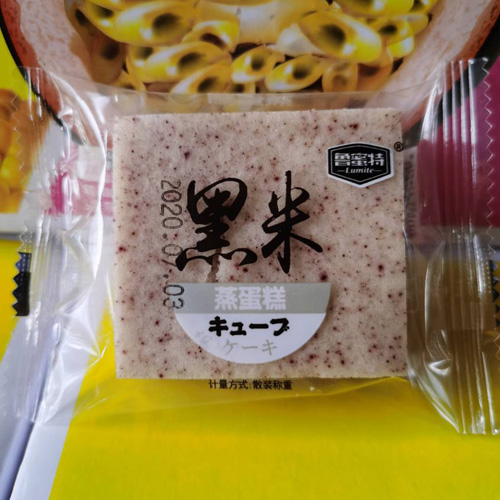 鲁蜜特
®
Lumite
黑米
2020.07.03
蒸蛋糕
キューブ
ケーキ
计量方式:散装称重